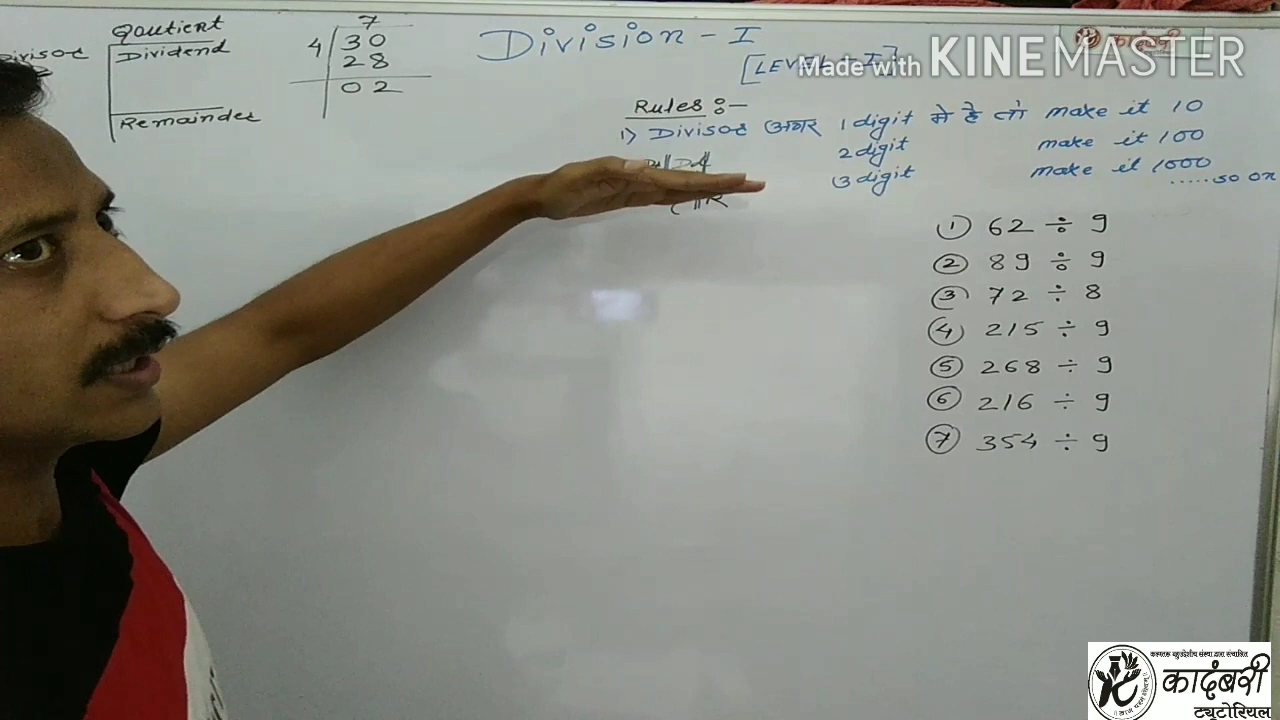 Qoutient
Divisor Dividend
Remainder
7
4 30
28
02
Division - I
[LEVEL - I]
कादंबरी
Made with KINEMASTER
Rules :-
1) Divisor अगर 1 digit मे है तो make it 10
2 digit make it 100
3 digit make it 1000
.....so on
① 62 ÷ 9
② 89 ÷ 9
③ 72 ÷ 8
④ 215 ÷ 9
⑤ 268 ÷ 9
⑥ 216 ÷ 9
⑦ 354 ÷ 9
कादंबरी
ट्युटोरियल